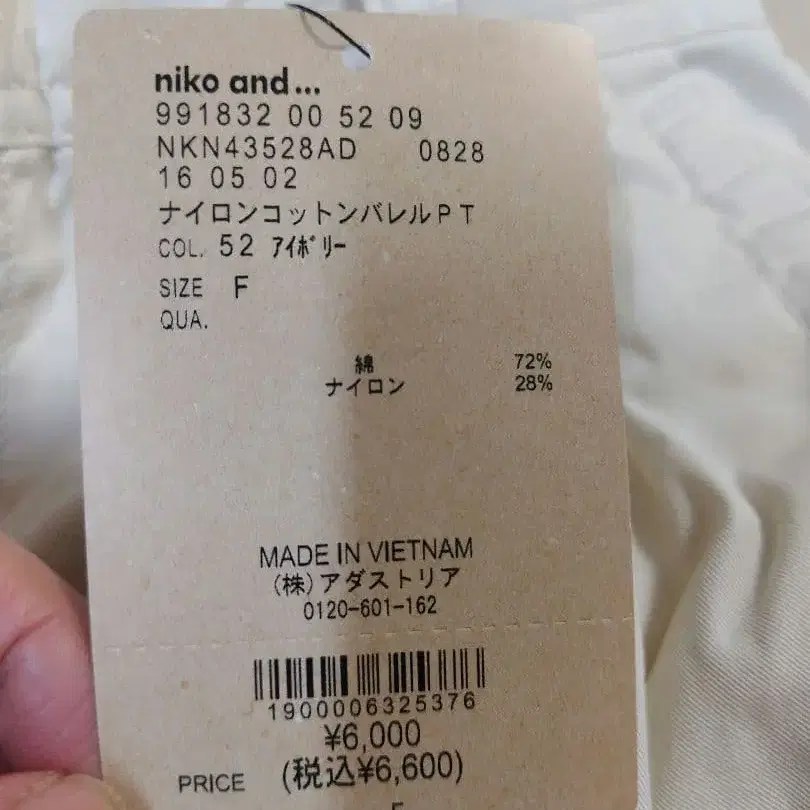 niko and...
991832 00 52 09
NKN43528AD 0828
16 05 02
ナイロンコットンバレルＰＴ
COL. 52 ｱｲﾎﾞﾘｰ
SIZE F
QUA.
綿 72%
ナイロン 28%
MADE IN VIETNAM
（株）アダストリア
0120-601-162
1900006325376
¥6,000
PRICE (税込¥6,600)